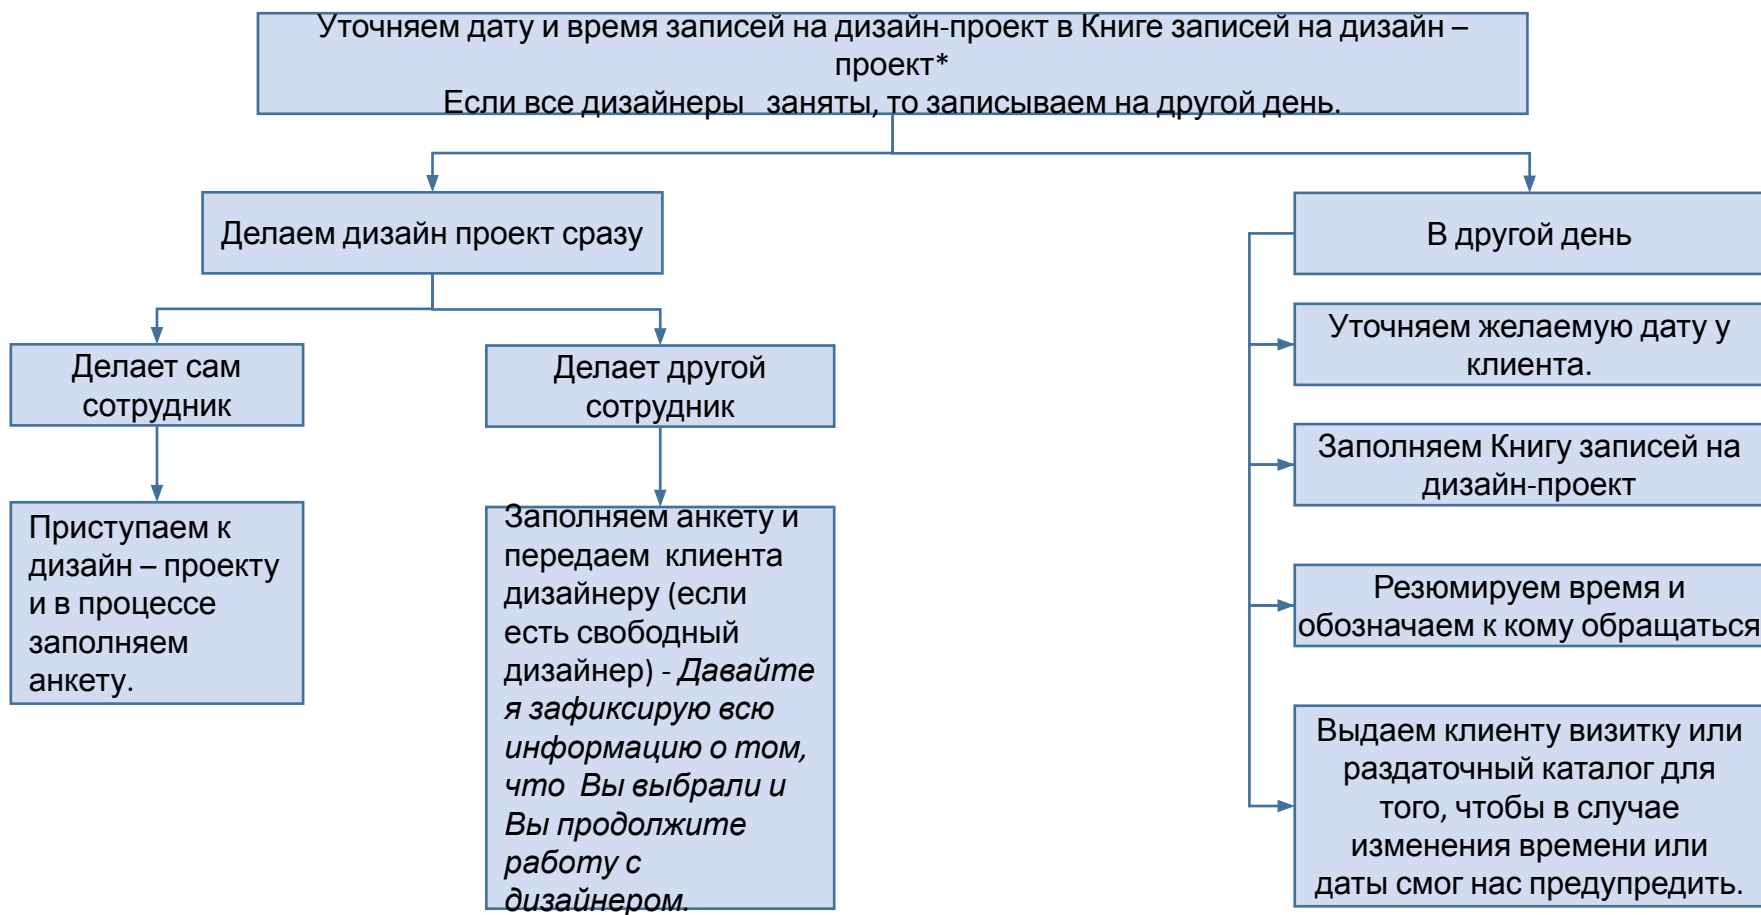 Уточняем дату и время записей на дизайн-проект в Книге записей на дизайн –
проект*
Если все дизайнеры заняты, то записываем на другой день.
Делаем дизайн проект сразу
В другой день
Делает сам
сотрудник
Делает другой
сотрудник
Приступаем к
дизайн – проекту
и в процессе
заполняем
анкету.
Заполняем анкету и
передаем клиента
дизайнеру (если
есть свободный
дизайнер) - Давайте
я зафиксирую всю
информацию о том,
что Вы выбрали и
Вы продолжите
работу с
дизайнером.
Уточняем желаемую дату у
клиента.
Заполняем Книгу записей на
дизайн-проект
Резюмируем время и
обозначаем к кому обращаться
Выдаем клиенту визитку или
раздаточный каталог для
того, чтобы в случае
изменения времени или
даты смог нас предупредить.